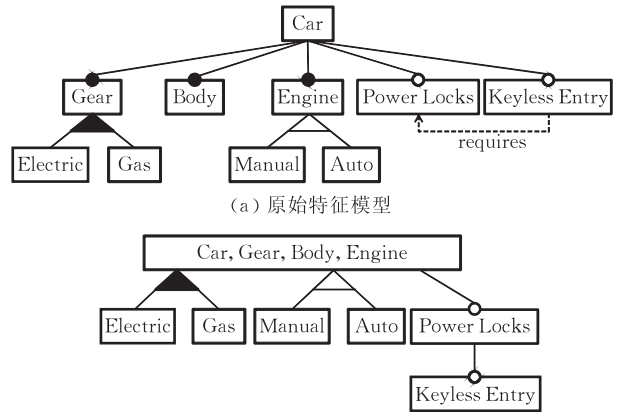 Car
Gear Body Engine Power Locks Keyless Entry
requires
Electric Gas Manual Auto
(a)原始特征模型
Car, Gear, Body, Engine
Electric Gas Manual Auto Power Locks
Keyless Entry